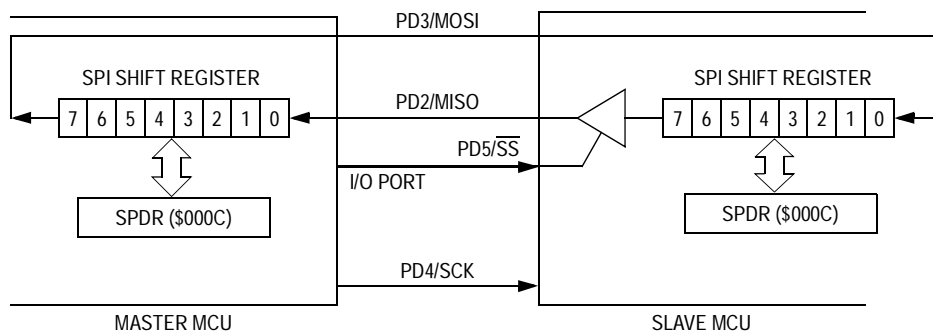 PD3/MOSI
SPI SHIFT REGISTER
SPI SHIFT REGISTER
PD2/MISO
7 6 5 4 3 2 1 0
7 6 5 4 3 2 1 0
PD5/S̅S̅
I/O PORT
SPDR ($000C)
SPDR ($000C)
PD4/SCK
MASTER MCU
SLAVE MCU